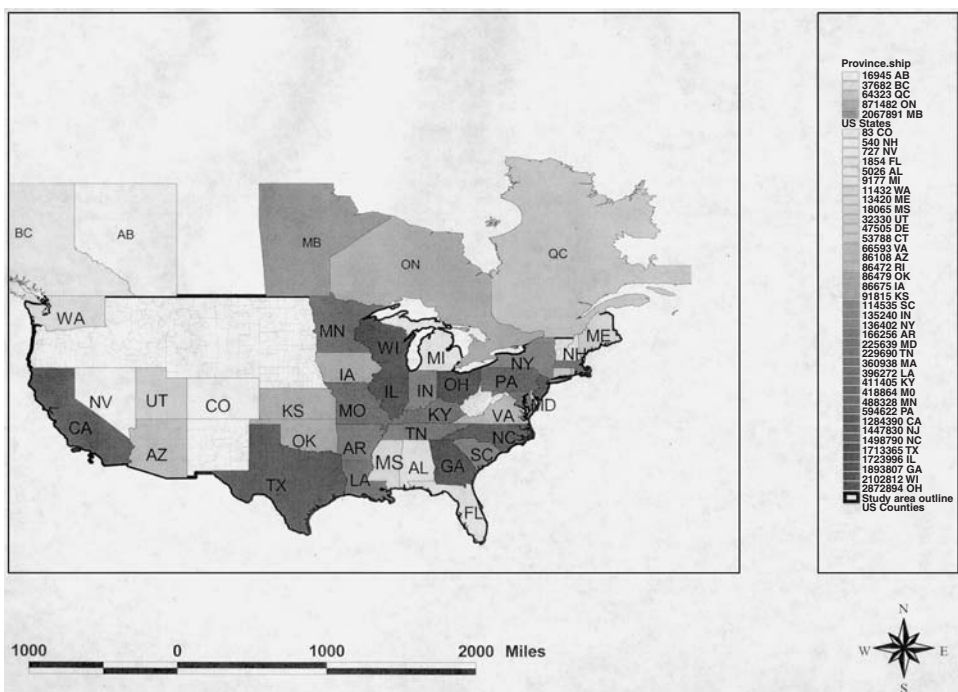 BC
AB
MB
ON
QC
WA
MN
WI
MI
ME
NH
NY
IA
IL
IN
OH
PA
NV
UT
CO
KS
MO
KY
VA
MD
CA
AZ
OK
AR
TN
NC
SC
TX
LA
MS
AL
GA
FL
Province.ship
16945 AB
37682 BC
64323 QC
871482 ON
2067891 MB
US States
83 CO
540 NH
727 NV
1854 FL
5026 AL
9177 MI
11432 WA
13420 ME
18065 MS
32330 UT
47505 DE
53788 CT
66593 VA
86108 AZ
86472 RI
86479 OK
86675 IA
91815 KS
114535 SC
135240 IN
136402 NY
166256 AR
225639 MD
229690 TN
360938 MA
396272 LA
411405 KY
418864 M0
488328 MN
594622 PA
1284390 CA
1447830 NJ
1498790 NC
1713365 TX
1723996 IL
1893807 GA
2102812 WI
2872894 OH
Study area outline
US Counties
1000 0 1000 2000 Miles
N
W E
S